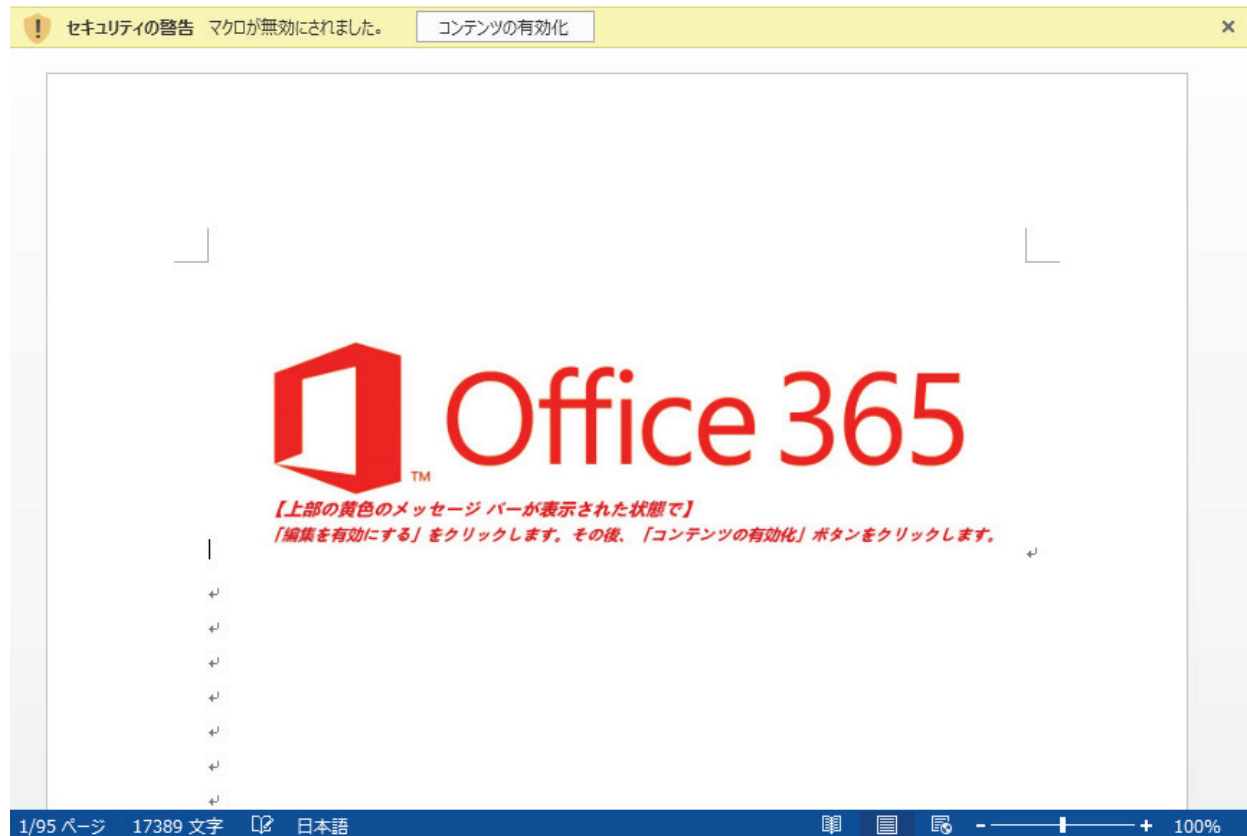 セキュリティの警告 マクロが無効にされました。 コンテンツの有効化
Office 365
TM
【上部の黄色のメッセージ バーが表示された状態で】
「編集を有効にする」をクリックします。その後、「コンテンツの有効化」ボタンをクリックします。
1/95 ページ 17389 文字 日本語 100%